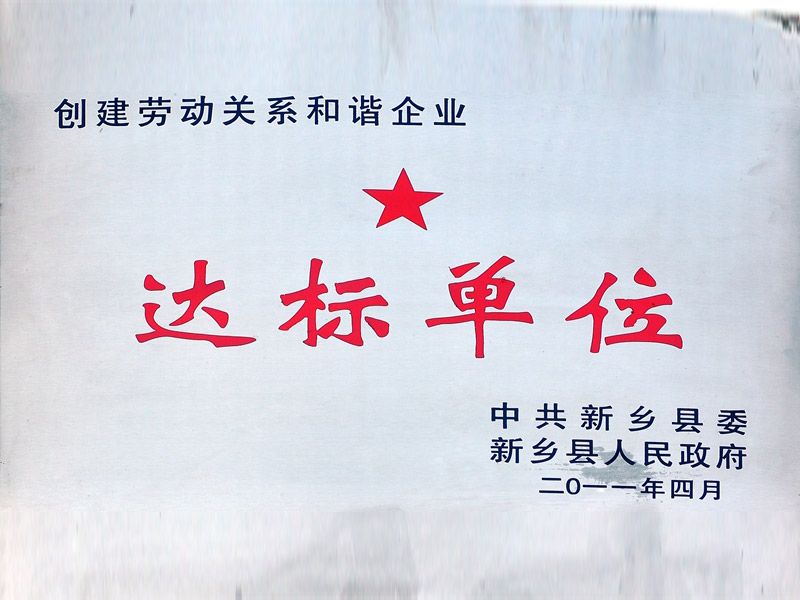 创建劳动关系和谐企业
达标单位
中共新乡县委
新乡县人民政府
二0一一年四月